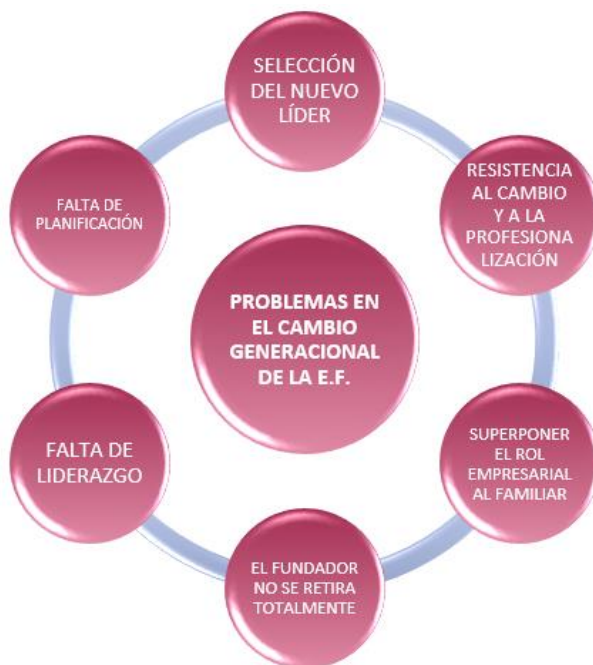 SELECCIÓN
DEL NUEVO
LÍDER
RESISTENCIA
AL CAMBIO
Y A LA
PROFESIONA
LIZACIÓN
SUPERPONER
EL ROL
EMPRESARIAL
AL FAMILIAR
EL FUNDADOR
NO SE RETIRA
TOTALMENTE
FALTA DE
LIDERAZGO
FALTA DE
PLANIFICACIÓN
PROBLEMAS EN
EL CAMBIO
GENERACIONAL
DE LA E.F.